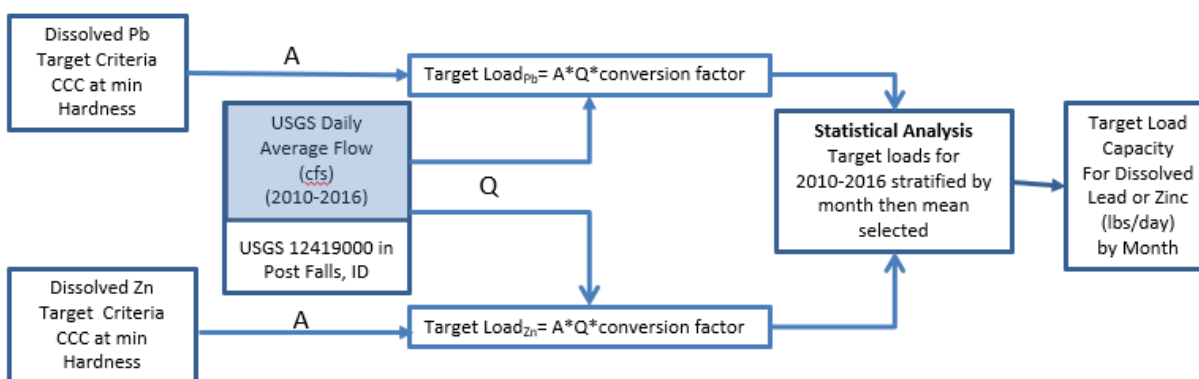 Dissolved Pb
Target Criteria
CCC at min
Hardness
A
Target LoadPb= A*Q*conversion factor
USGS Daily
Average Flow
(cfs)
(2010-2016)
USGS 12419000 in
Post Falls, ID
Q
Dissolved Zn
Target Criteria
CCC at min
Hardness
A
Target LoadZn= A*Q*conversion factor
Statistical Analysis
Target loads for
2010-2016 stratified by
month then mean
selected
Target Load
Capacity
For Dissolved
Lead or Zinc
(lbs/day)
by Month